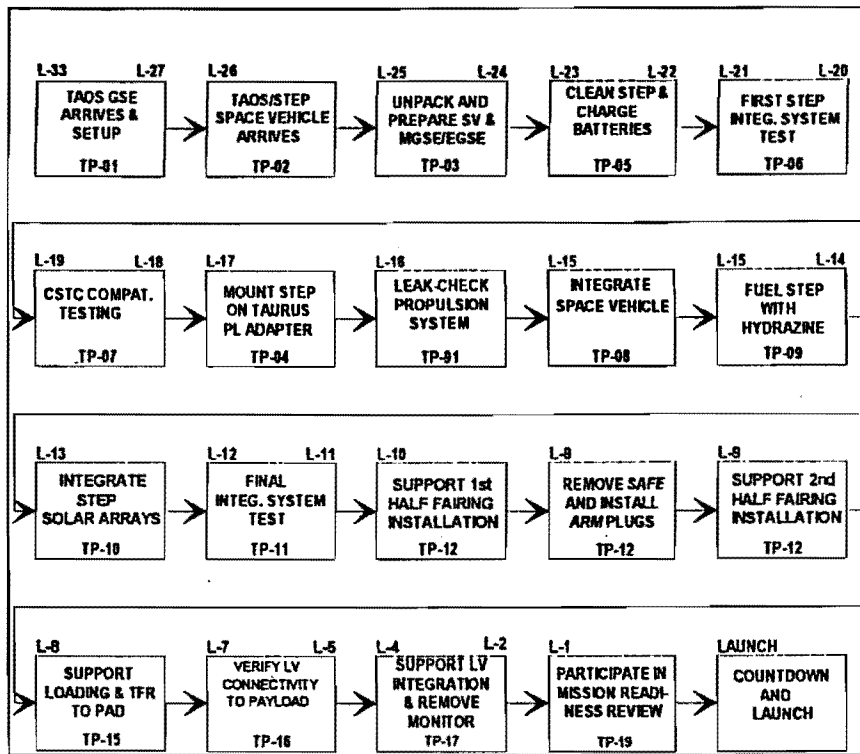 L-33 L-27
TAOS GSE
ARRIVES &
SETUP
TP-01
L-26
TAOS/STEP
SPACE VEHICLE
ARRIVES
TP-02
L-25 L-24
UNPACK AND
PREPARE SV &
MGSE/EGSE
TP-03
L-23 L-22
CLEAN STEP &
CHARGE
BATTERIES
TP-05
L-21 L-20
FIRST STEP
INTEG. SYSTEM
TEST
TP-06
L-19 L-18
CSTC COMPAT.
TESTING
TP-07
L-17
MOUNT STEP
ON TAURUS
PL ADAPTER
TP-04
L-16
LEAK-CHECK
PROPULSION
SYSTEM
TP-91
L-15
INTEGRATE
SPACE VEHICLE
TP-08
L-15 L-14
FUEL STEP
WITH
HYDRAZINE
TP-09
L-13
INTEGRATE
STEP
SOLAR ARRAYS
TP-10
L-12 L-11
FINAL
INTEG. SYSTEM
TEST
TP-11
L-10
SUPPORT 1st
HALF FAIRING
INSTALLATION
TP-12
L-9
REMOVE SAFE
AND INSTALL
ARM PLUGS
TP-12
L-9
SUPPORT 2nd
HALF FAIRING
INSTALLATION
TP-12
L-8
SUPPORT
LOADING & TFR
TO PAD
TP-15
L-7 L-5
VERIFY LV
CONNECTIVITY
TO PAYLOAD
TP-16
L-4 L-2
SUPPORT LV
INTEGRATION
& REMOVE
MONITOR
TP-17
L-1
PARTICIPATE IN
MISSION READI-
NESS REVIEW
TP-19
LAUNCH
COUNTDOWN
AND
LAUNCH